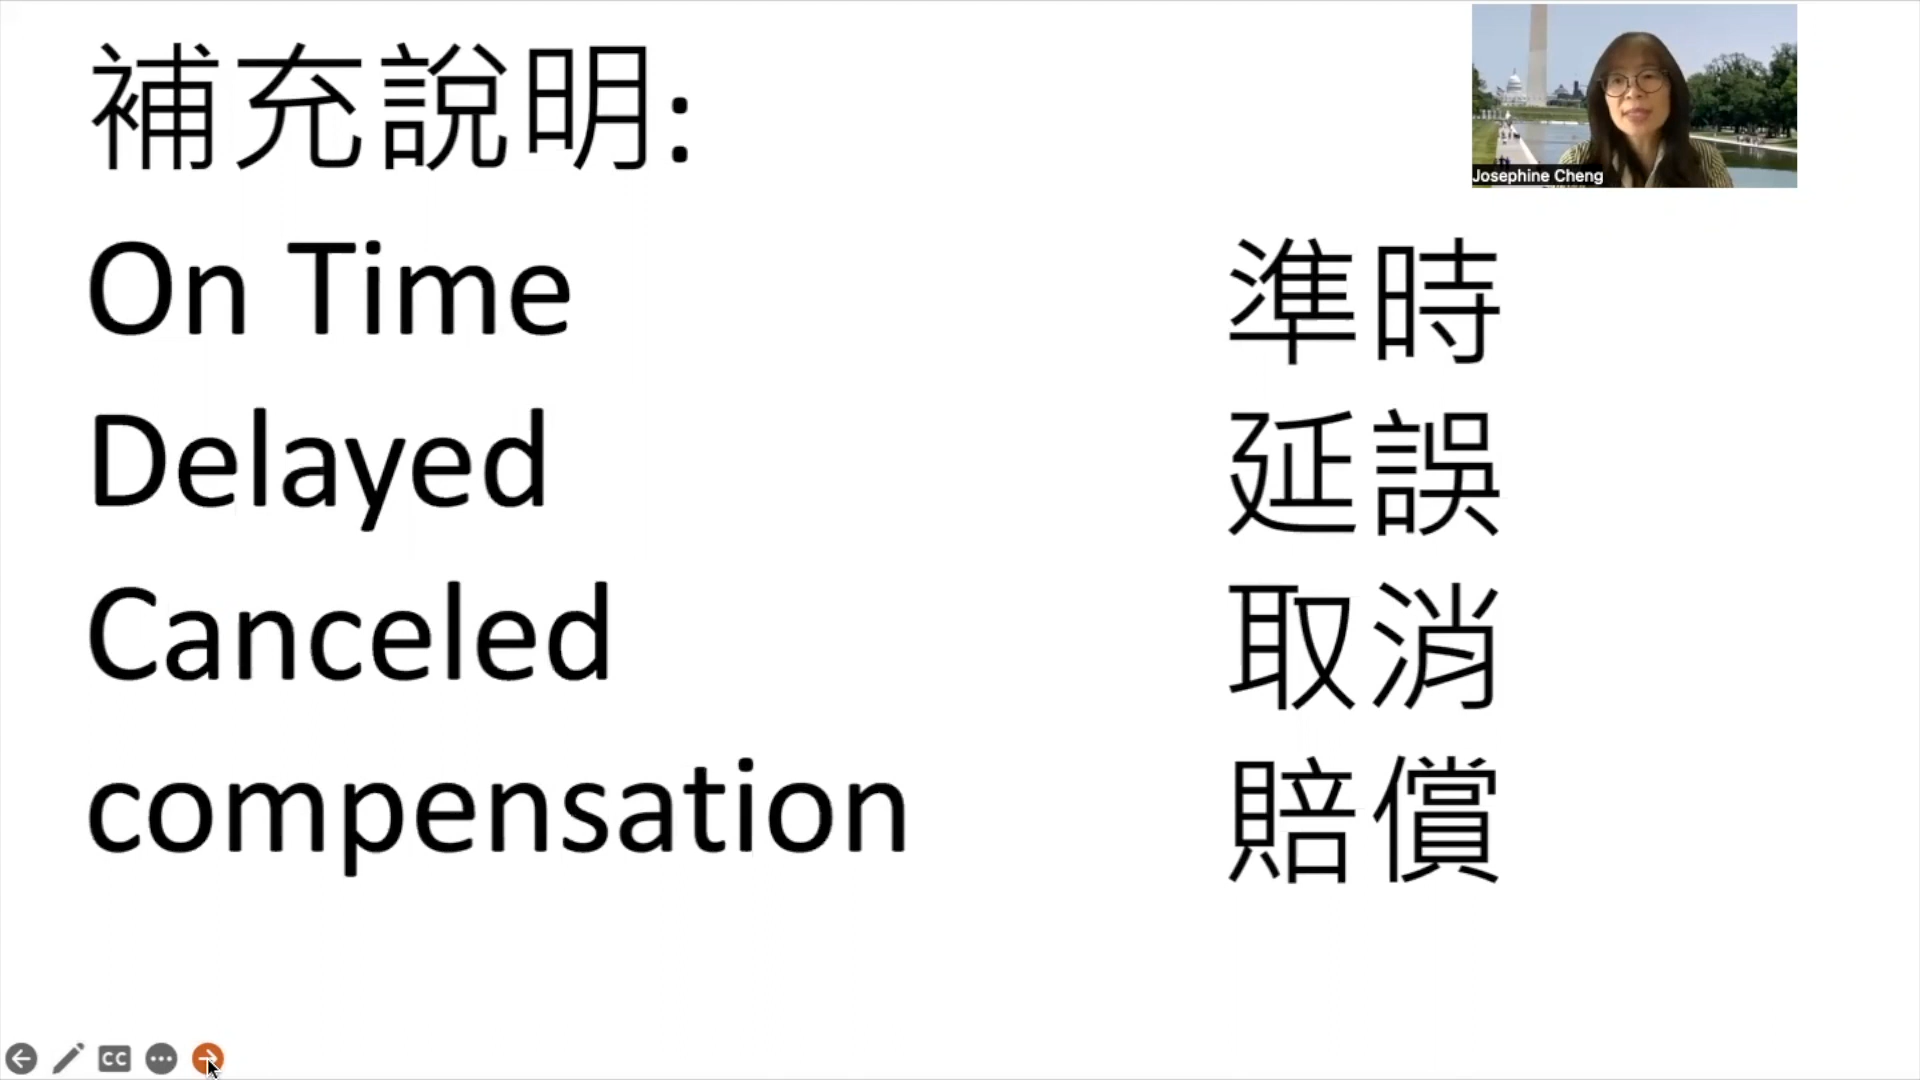 補充說明:
Josephine Cheng
On Time 準時
Delayed 延誤
Canceled 取消
compensation 賠償
CC